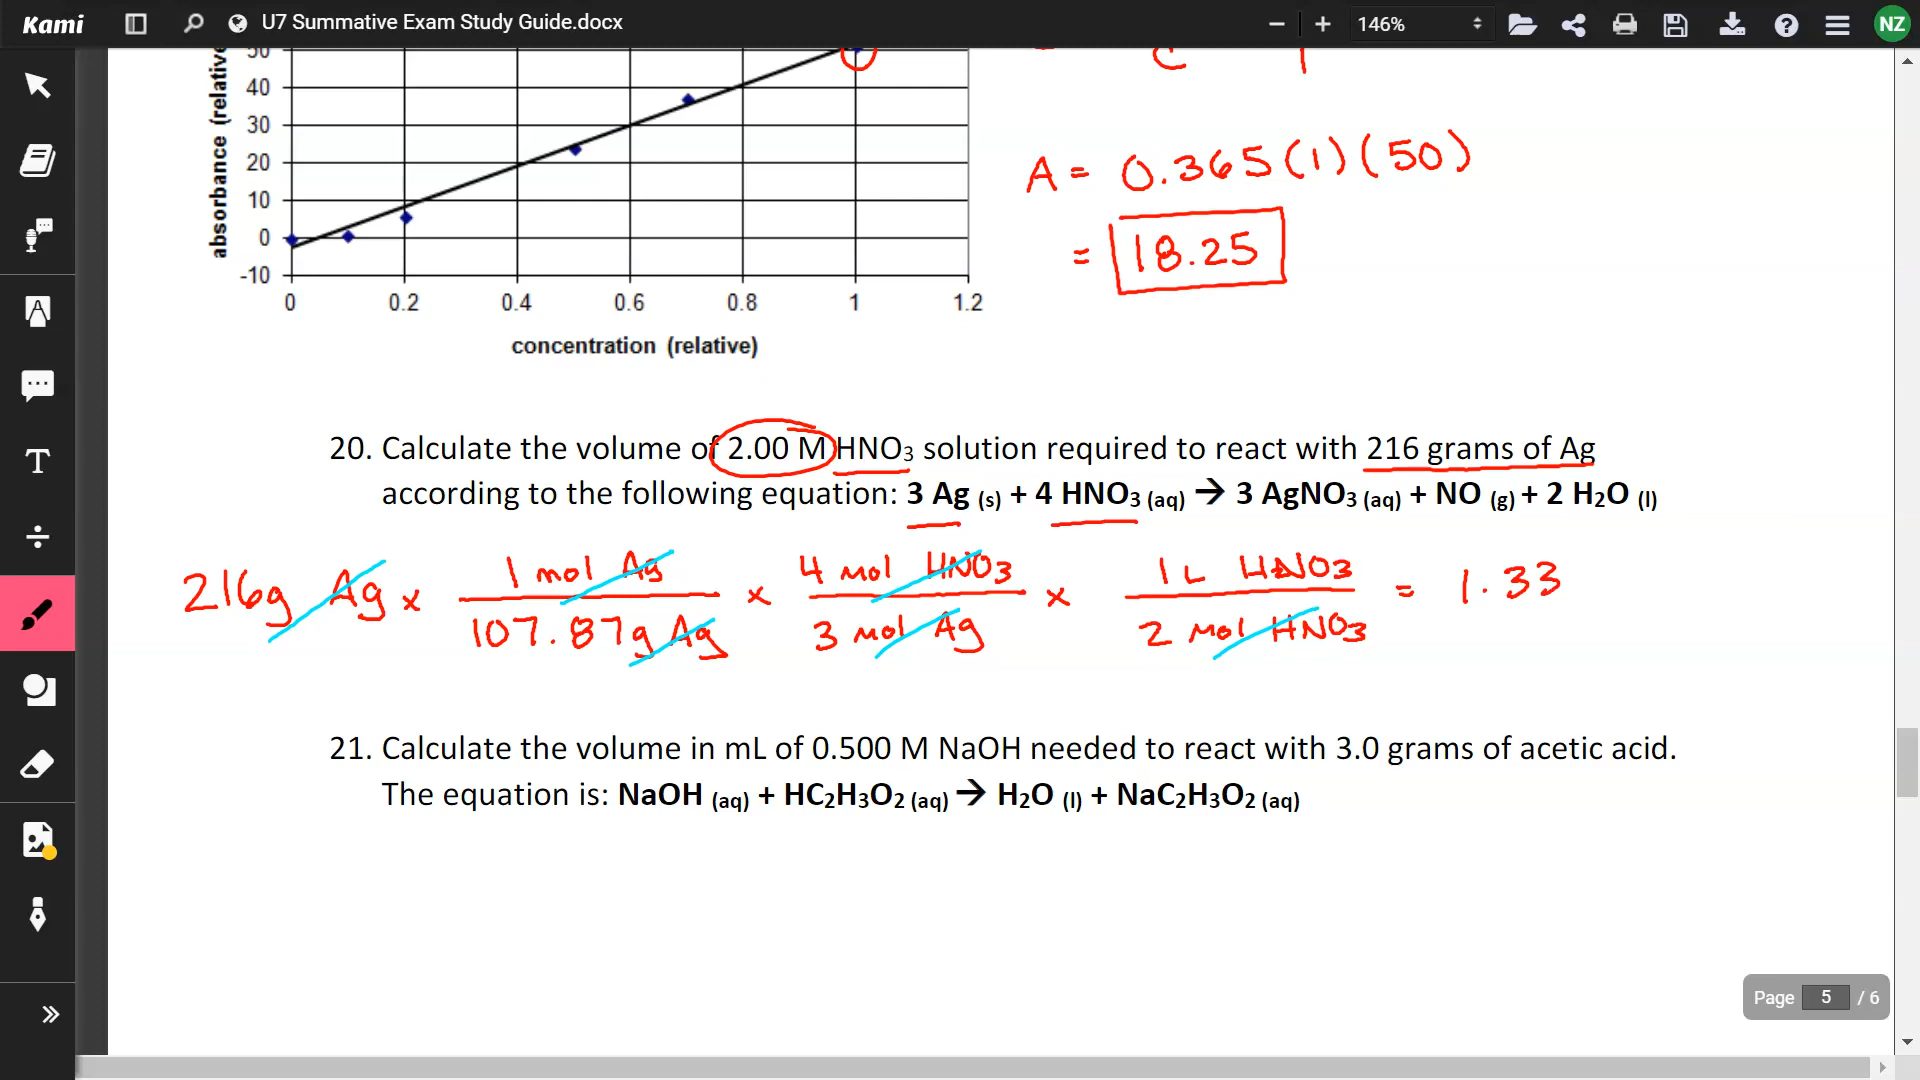 Kami U7 Summative Exam Study Guide.docx 146% NZ
50
40
30
20
10
0
-10
absorbance (relative
0 0.2 0.4 0.6 0.8 1 1.2
concentration (relative)
A = 0.365(1)(50)
= 18.25
20. Calculate the volume of 2.00 M HNO3 solution required to react with 216 grams of Ag
according to the following equation: 3 Ag (s) + 4 HNO3 (aq) → 3 AgNO3 (aq) + NO (g) + 2 H2O (l)
216g Ag × 1 mol Ag / 107.87g Ag × 4 mol HNO3 / 3 mol Ag × 1L HNO3 / 2 mol HNO3 = 1.33
21. Calculate the volume in mL of 0.500 M NaOH needed to react with 3.0 grams of acetic acid.
The equation is: NaOH (aq) + HC2H3O2 (aq) → H2O (l) + NaC2H3O2 (aq)
Page 5 / 6